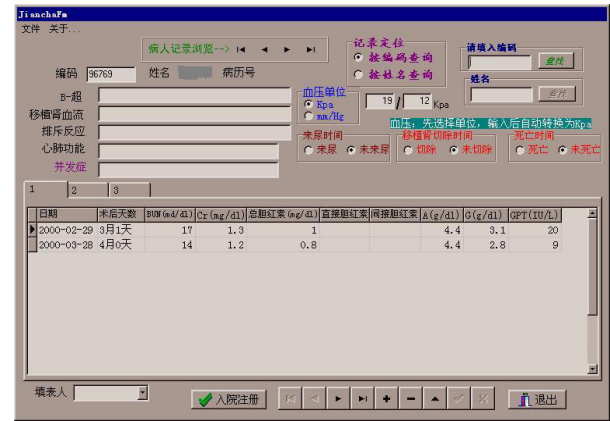 JianchaFm
文件 关于...
病人记录浏览-->
记录定位
按编码查询
按姓名查询
请填入编码
查找
姓名
查找
编码 96769 姓名 病历号
B-超
移植肾血流
排斥反应
心肺功能
并发症
血压单位
Kpa
mm/Hg
19 / 12 Kpa
血压：先选择单位，输入后自动转换为Kpa
来尿时间
来尿 未来尿
移植肾切除时间
切除 未切除
死亡时间
死亡 未死亡
1 2 3
日期 术后天数 BUN(md/dl) Cr(mg/dl) 总胆红素(mg/dl) 直接胆红素 间接胆红素 A(g/dl) G(g/dl) GPT(IU/L)
2000-02-29 3月1天 17 1.3 1 4.4 3.1 20
2000-03-28 4月0天 14 1.2 0.8 4.4 2.8 9
填表人 入院注册 退出